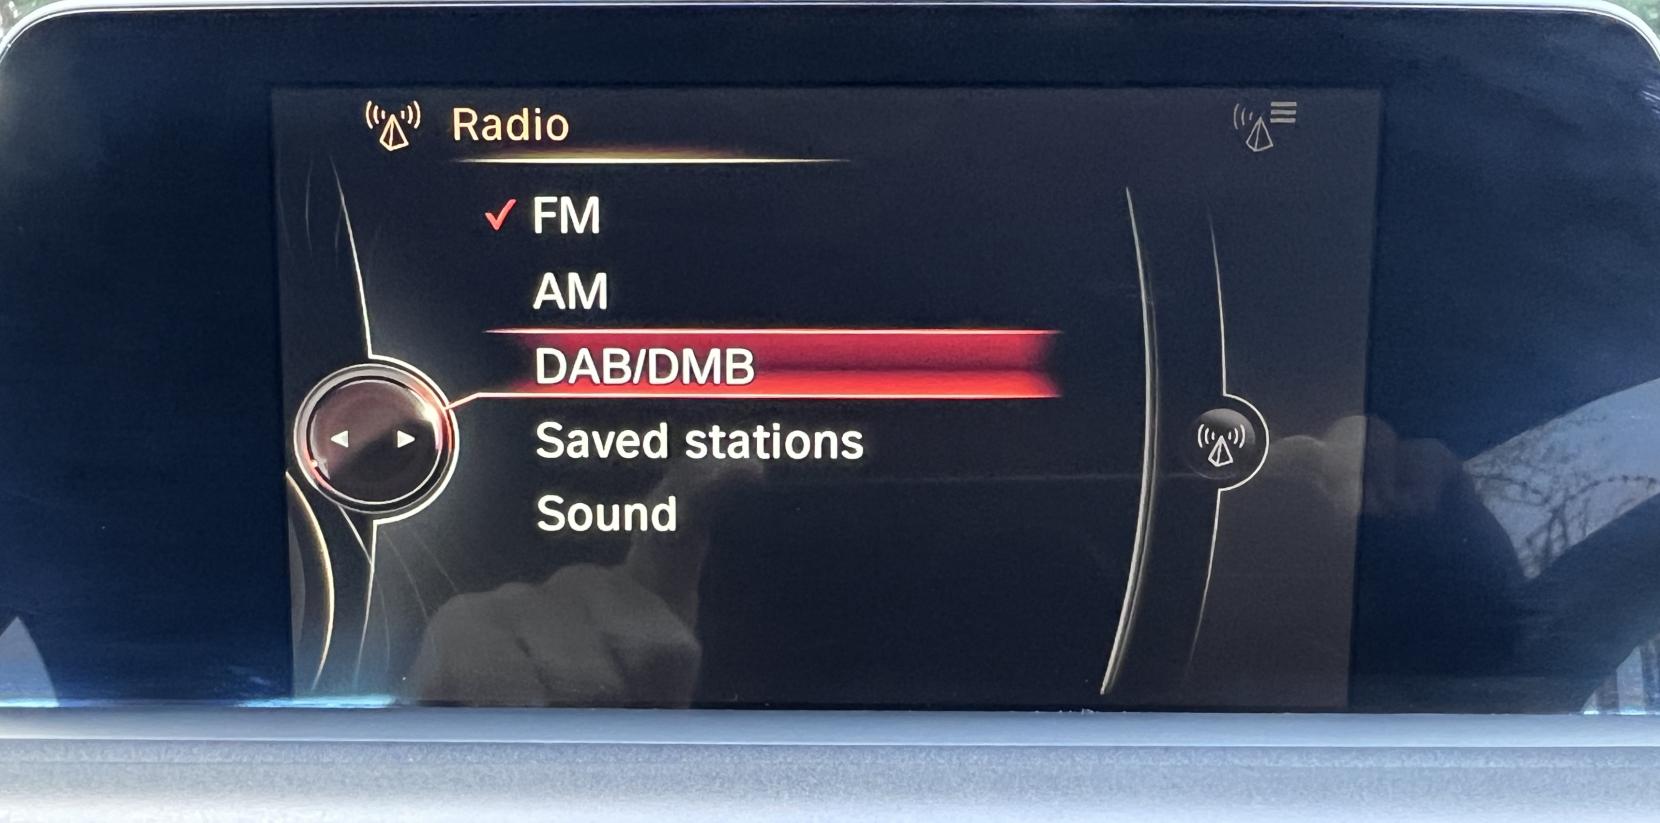 Radio
FM
AM
DAB/DMB
Saved stations
Sound